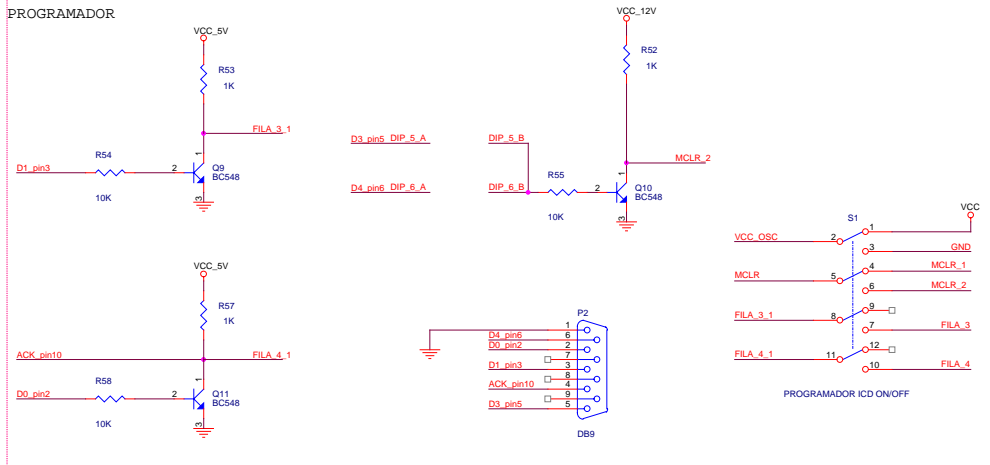 PROGRAMADOR
VCC_5V
R53
1K
FILA_3_1
D1_pin3
R54
10K
2
1
3
Q9
BC548
VCC_12V
R52
1K
D3_pin5 DIP_5_A
DIP_5_B
D4_pin6 DIP_6_A
DIP_6_B
R55
10K
2
1
3
Q10
BC548
MCLR_2
VCC_5V
R57
1K
ACK_pin10
FILA_4_1
D0_pin2
R58
10K
2
1
3
Q11
BC548
P2
1
D4_pin6 6
D0_pin2 2
7
D1_pin3 3
8
ACK_pin10 4
9
D3_pin5 5
DB9
S1
VCC
VCC_OSC 2
1
3 GND
MCLR 5
4 MCLR_1
6 MCLR_2
FILA_3_1 8
9
7 FILA_3
FILA_4_1 11
12
10 FILA_4
PROGRAMADOR ICD ON/OFF